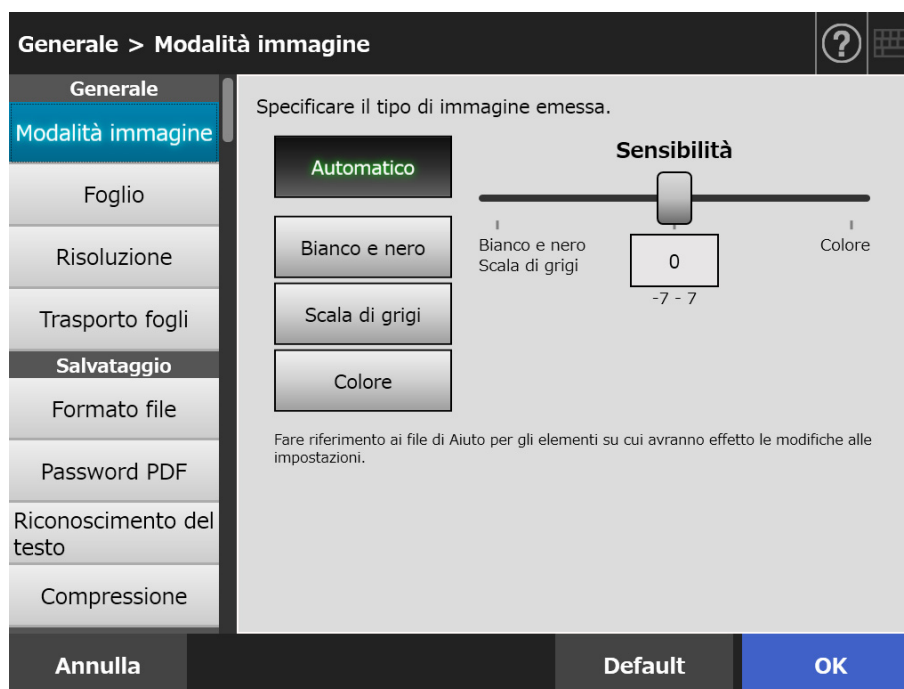 Generale > Modalità immagine
?
Generale
Modalità immagine
Foglio
Risoluzione
Trasporto fogli
Salvataggio
Formato file
Password PDF
Riconoscimento del
testo
Compressione
Specificare il tipo di immagine emessa.
Automatico
Bianco e nero
Scala di grigi
Colore
Sensibilità
Bianco e nero
Scala di grigi
Colore
0
-7 - 7
Fare riferimento ai file di Aiuto per gli elementi su cui avranno effetto le modifiche alle
impostazioni.
Annulla
Default
OK